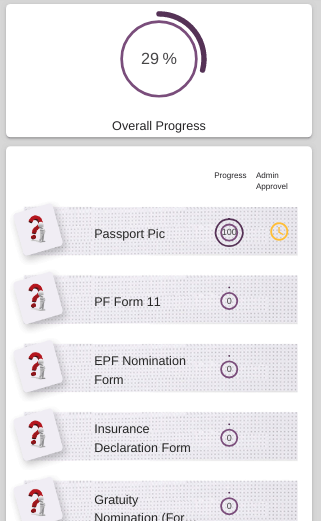 29 %
Overall Progress
Progress Admin
Approvel
Passport Pic 100
PF Form 11 0
EPF Nomination
Form 0
Insurance
Declaration Form 0
Gratuity
Nomination (For... 0